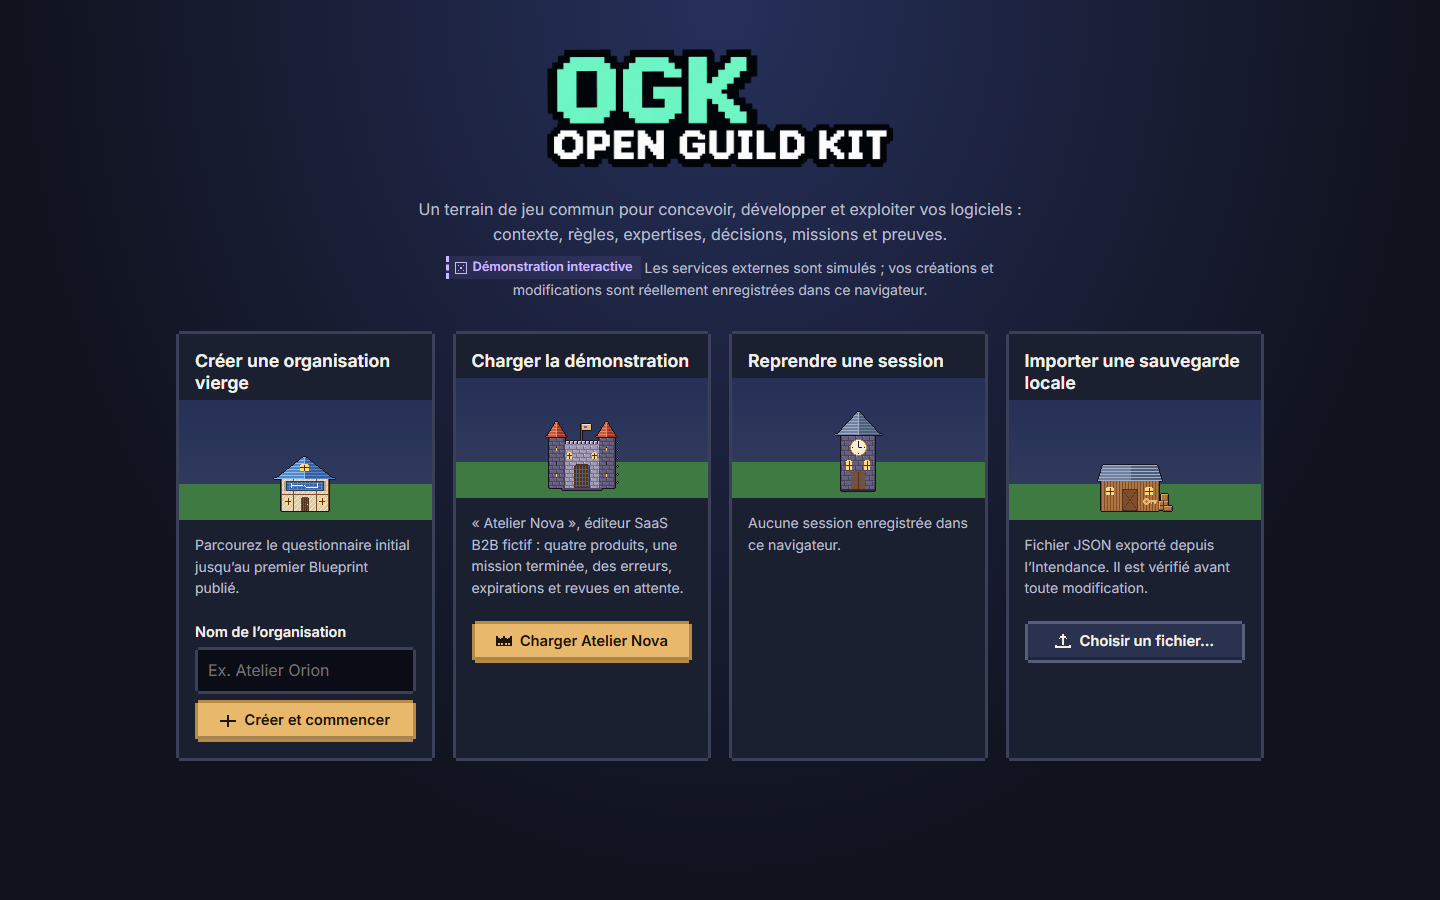 OGK
OPEN GUILD KIT
Un terrain de jeu commun pour concevoir, développer et exploiter vos logiciels :
contexte, règles, expertises, décisions, missions et preuves.
Démonstration interactive Les services externes sont simulés ; vos créations et
modifications sont réellement enregistrées dans ce navigateur.
Créer une organisation
vierge
Parcourez le questionnaire initial
jusqu’au premier Blueprint
publié.
Nom de l’organisation
Ex. Atelier Orion
Créer et commencer
Charger la démonstration
« Atelier Nova », éditeur SaaS
B2B fictif : quatre produits, une
mission terminée, des erreurs,
expirations et revues en attente.
Charger Atelier Nova
Reprendre une session
Aucune session enregistrée dans
ce navigateur.
Importer une sauvegarde
locale
Fichier JSON exporté depuis
l’Intendance. Il est vérifié avant
toute modification.
Choisir un fichier…